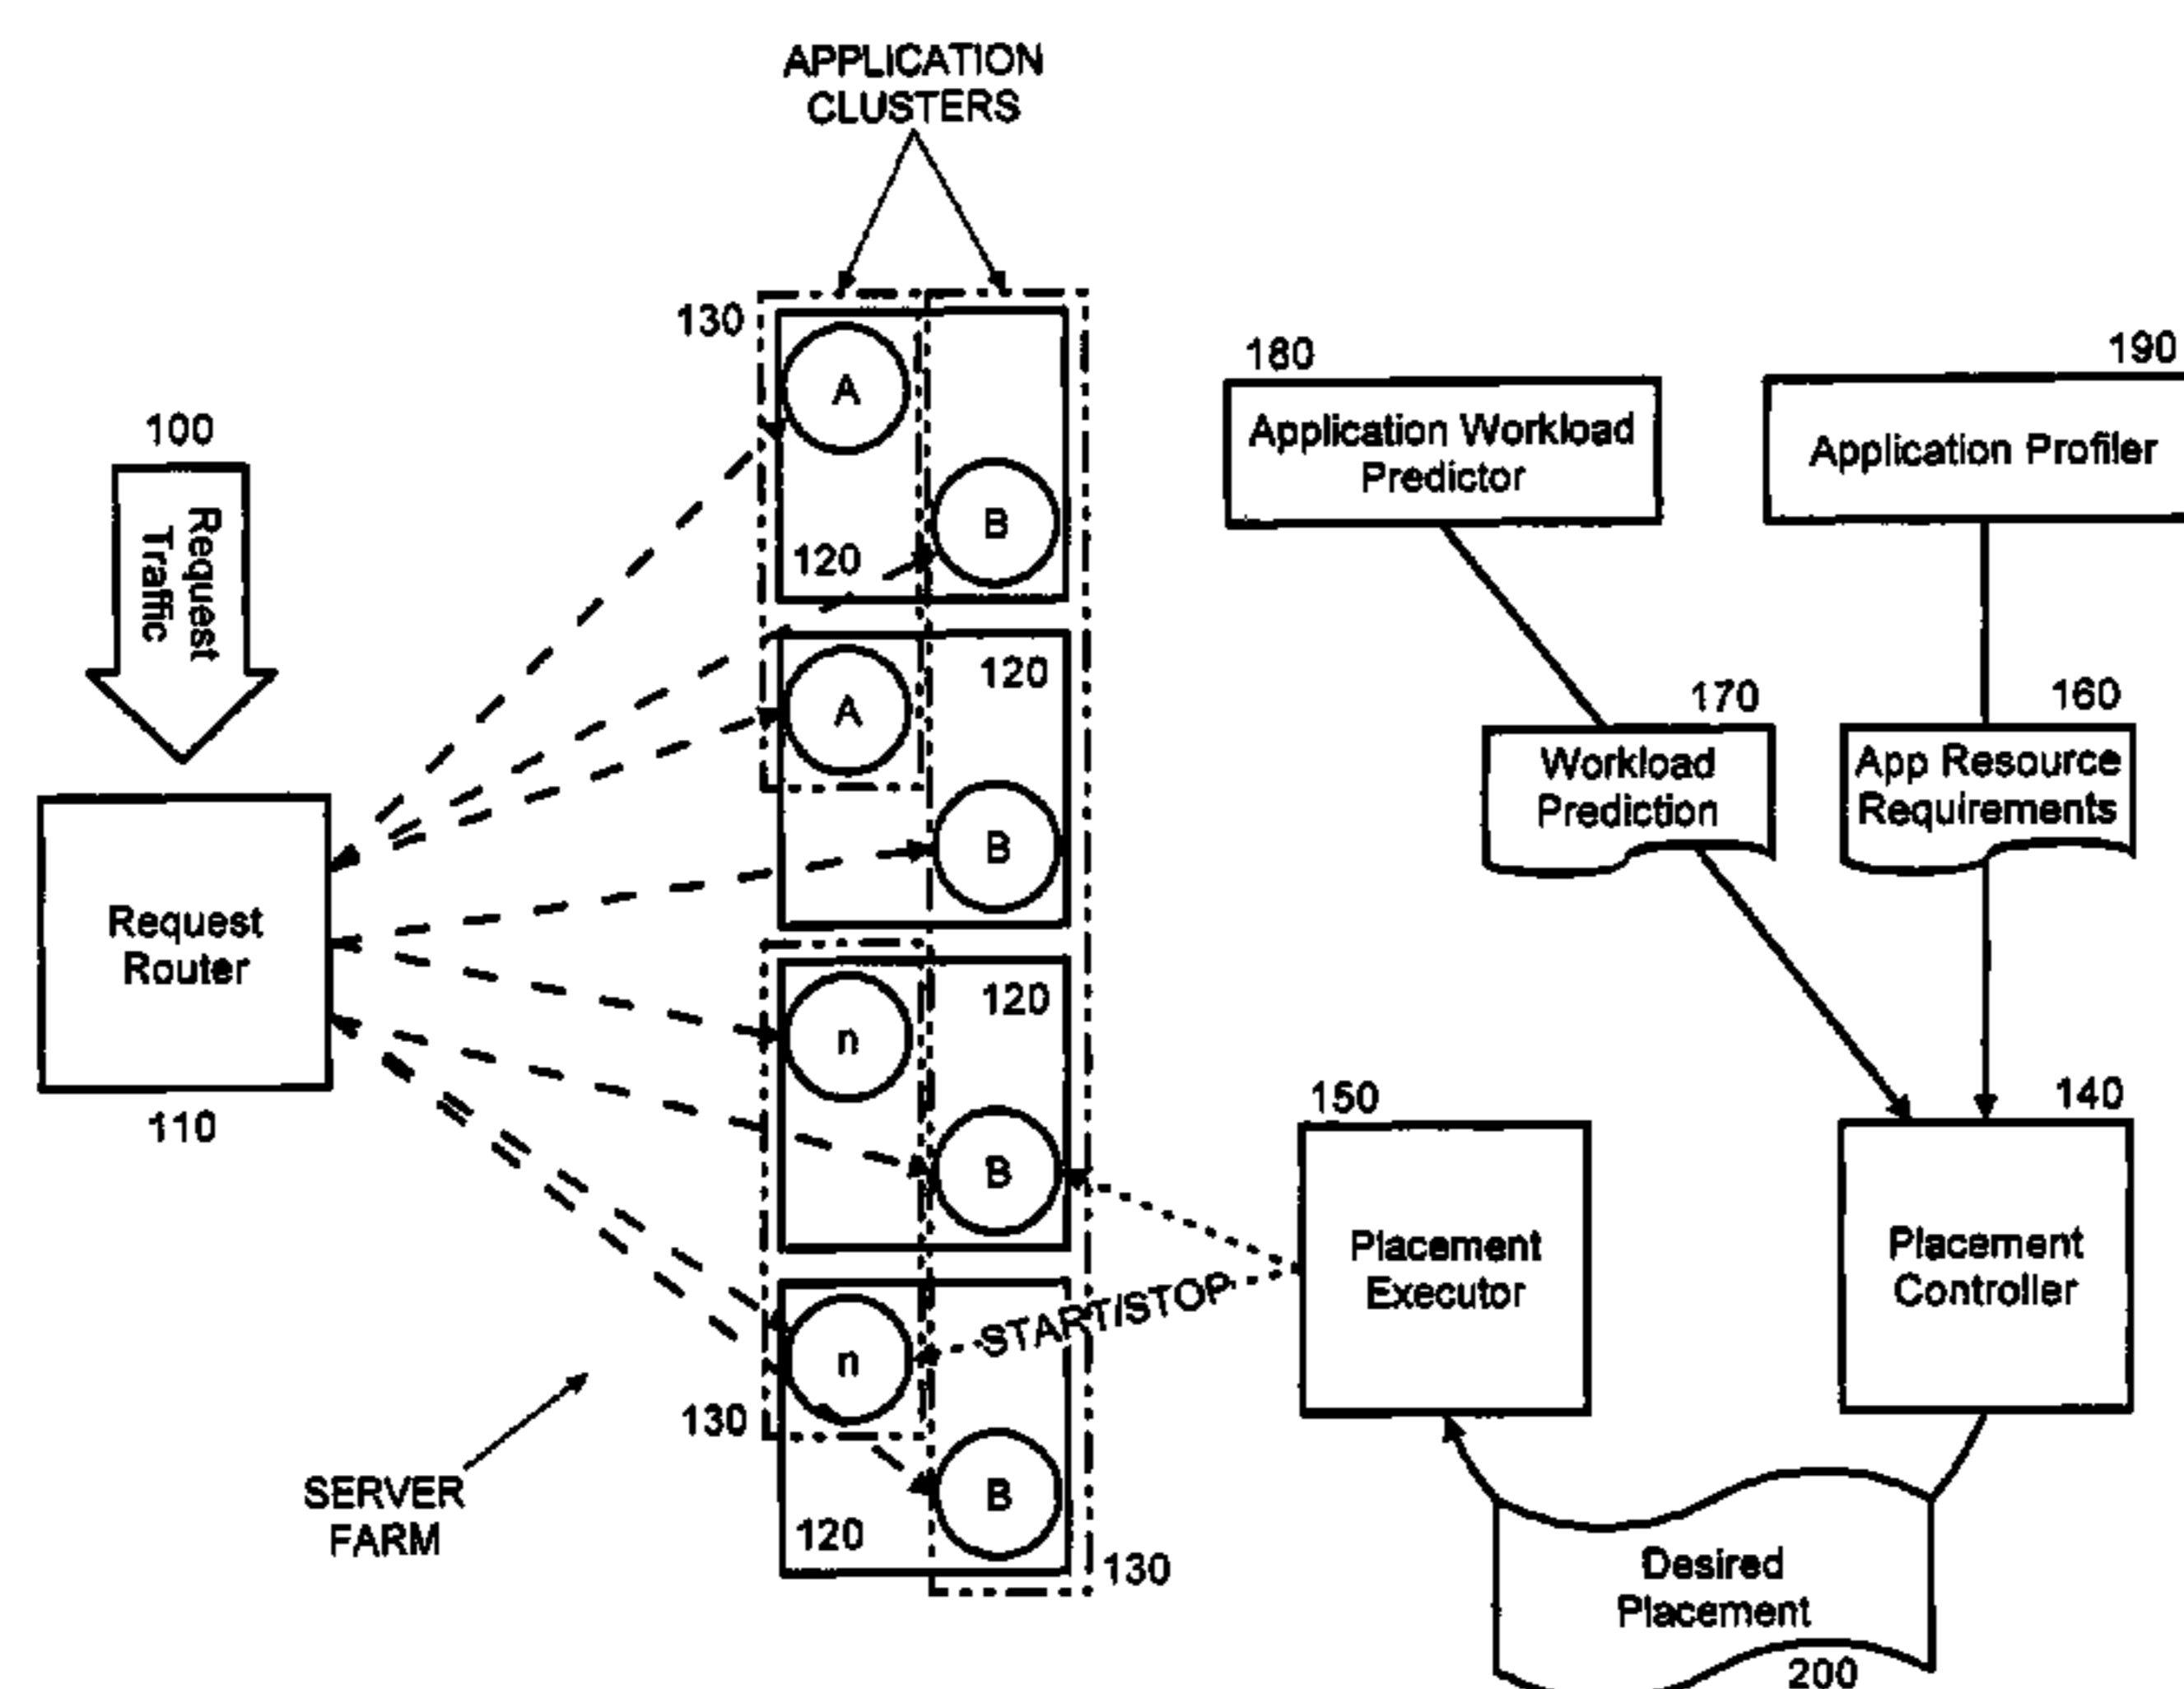 APPLICATION
CLUSTERS
130
A
B
120
180
Application Workload
Predictor
190
Application Profiler
100
Request
Traffic
120
A
B
170
Workload
Prediction
160
App Resource
Requirements
Request
Router
110
120
n
B
150
Placement
Executor
140
Placement
Controller
START/STOP
n
130
B
120
130
SERVER
FARM
Desired
Placement
200